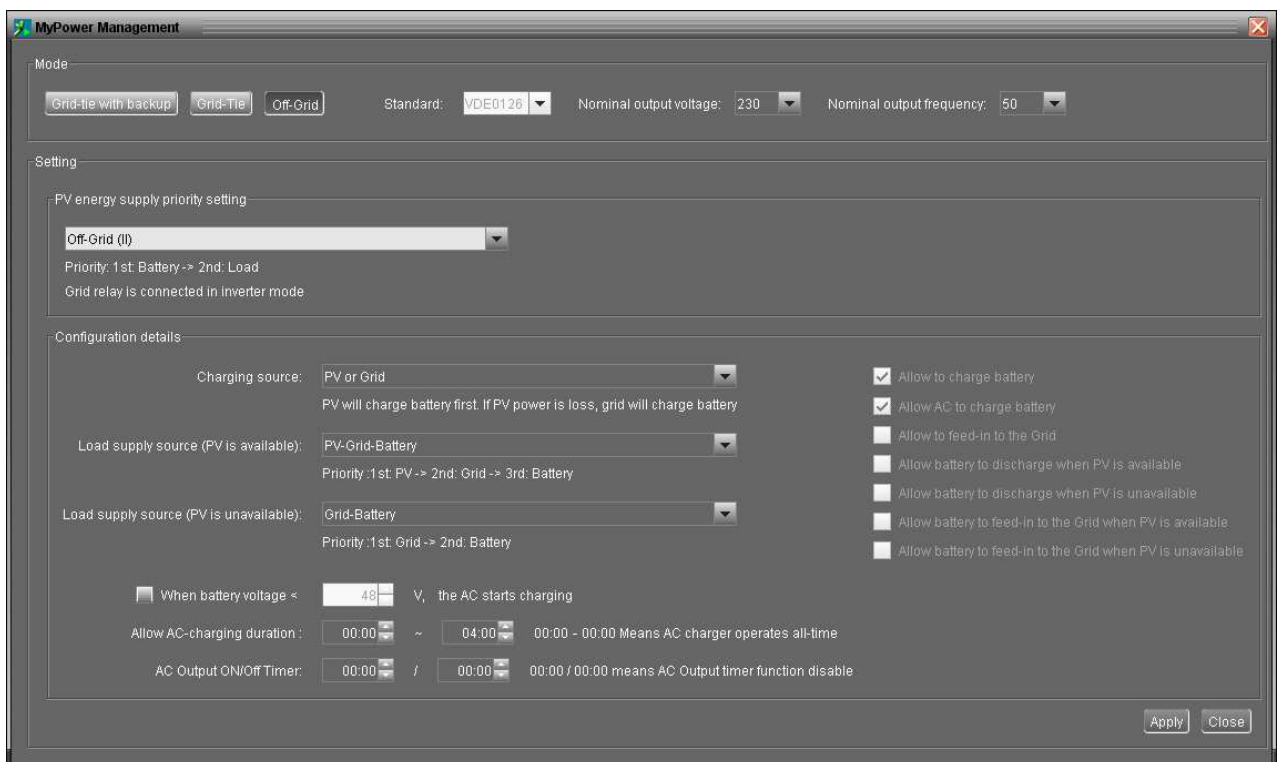 MyPower Management
Mode
Grid-tie with backup Grid-Tie Off-Grid Standard: VDE0126 Nominal output voltage: 230 Nominal output frequency: 50
Setting
PV energy supply priority setting
Off-Grid (II)
Priority: 1st: Battery -> 2nd: Load
Grid relay is connected in inverter mode
Configuration details
Charging source: PV or Grid
PV will charge battery first. If PV power is loss, grid will charge battery
Load supply source (PV is available): PV-Grid-Battery
Priority :1st: PV -> 2nd: Grid -> 3rd: Battery
Load supply source (PV is unavailable): Grid-Battery
Priority :1st: Grid -> 2nd: Battery
Allow to charge battery
Allow AC to charge battery
Allow to feed-in to the Grid
Allow battery to discharge when PV is available
Allow battery to discharge when PV is unavailable
Allow battery to feed-in to the Grid when PV is available
Allow battery to feed-in to the Grid when PV is unavailable
When battery voltage < 48 V, the AC starts charging
Allow AC-charging duration : 00:00 ~ 04:00 00:00 - 00:00 Means AC charger operates all-time
AC Output ON/Off Timer: 00:00 / 00:00 00:00 / 00:00 means AC Output timer function disable
Apply Close